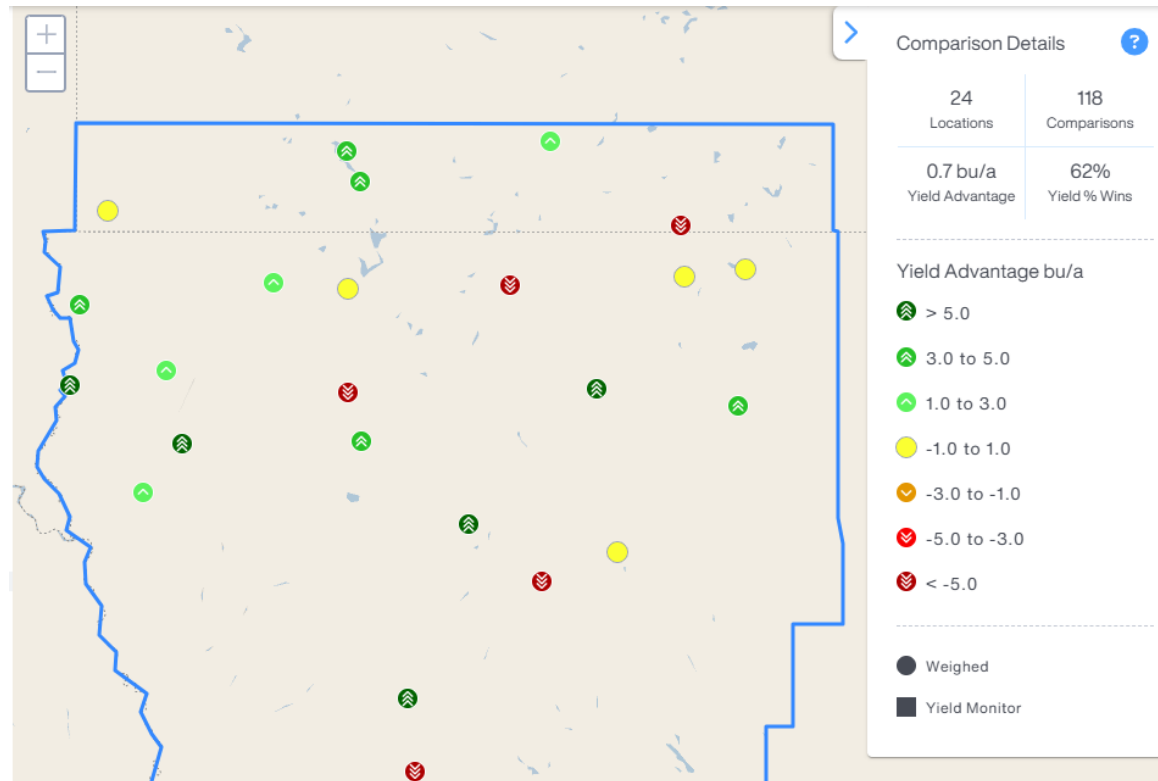 +
−
Comparison Details
?
24
Locations
118
Comparisons
0.7 bu/a
Yield Advantage
62%
Yield % Wins
Yield Advantage bu/a
> 5.0
3.0 to 5.0
1.0 to 3.0
-1.0 to 1.0
-3.0 to -1.0
-5.0 to -3.0
< -5.0
Weighed
Yield Monitor